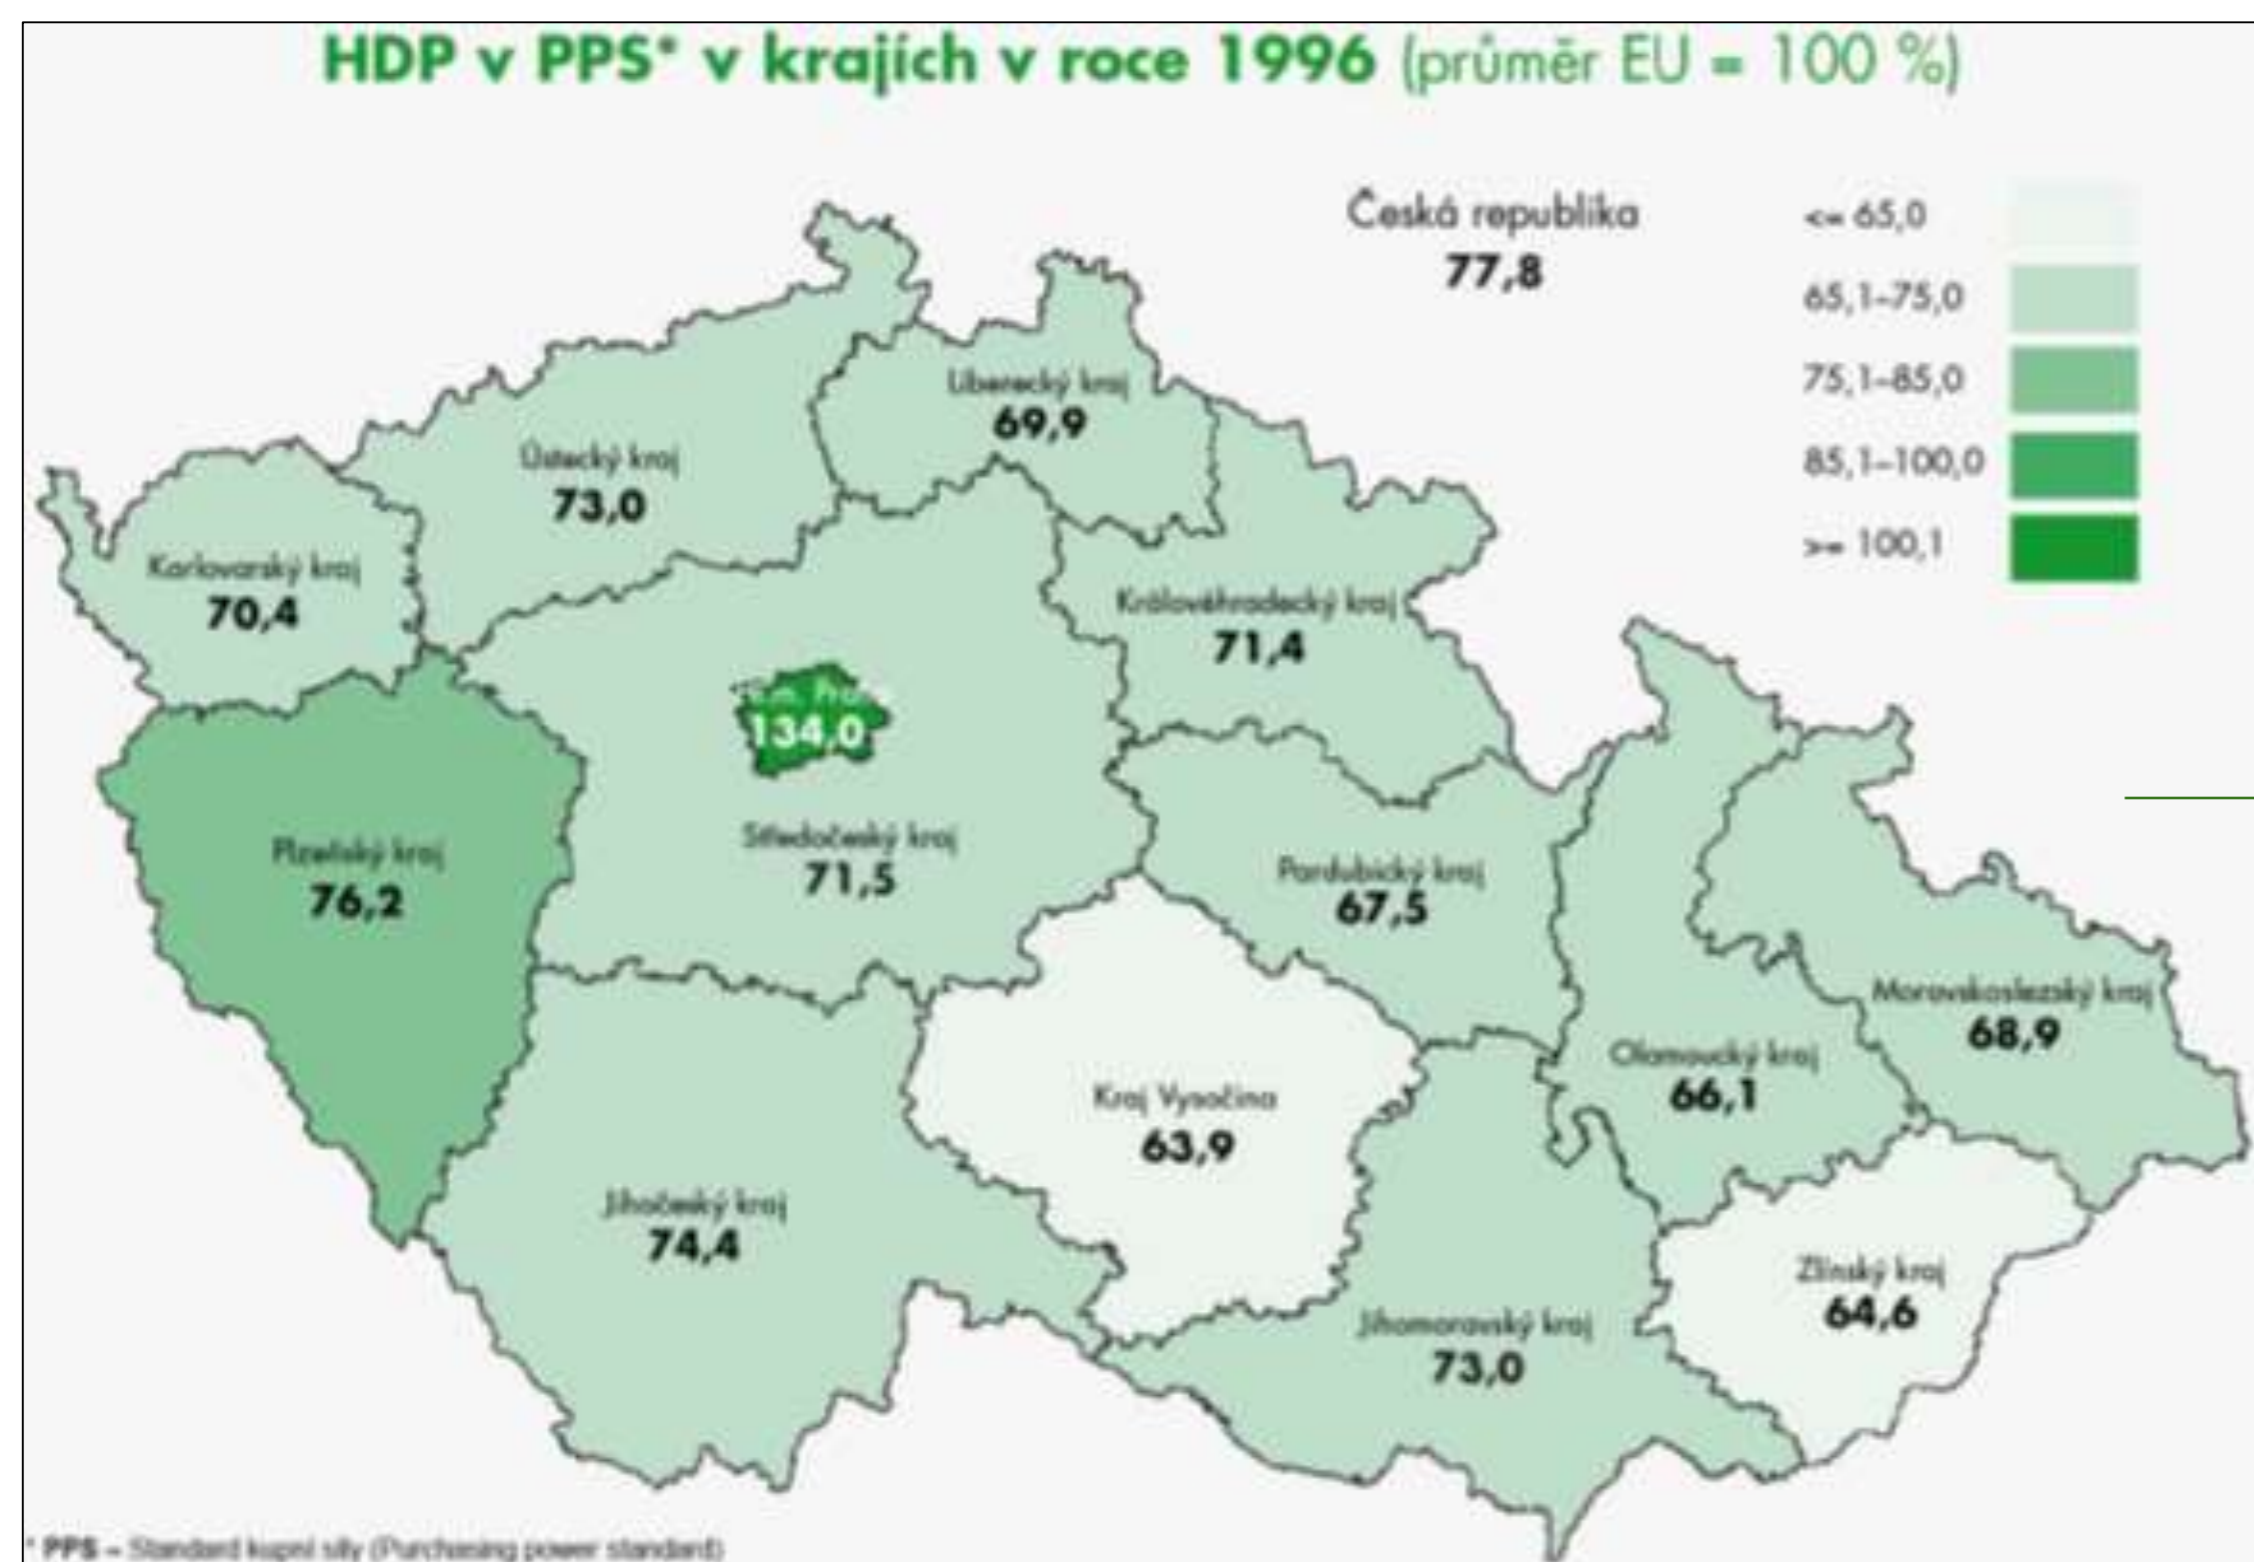 HDP v PPS* v krajích v roce 1996 (průměr EU = 100 %)
Česká republika
77,8
<= 65,0
65,1–75,0
75,1–85,0
85,1–100,0
>= 100,1
Liberecký kraj
69,9
Ústecký kraj
73,0
Karlovarský kraj
70,4
Královéhradecký kraj
71,4
134,0
Středočeský kraj
71,5
Plzeňský kraj
76,2
Pardubický kraj
67,5
Moravskoslezský kraj
68,9
Olomoucký kraj
66,1
Kraj Vysočina
63,9
Jihočeský kraj
74,4
Zlínský kraj
64,6
Jihomoravský kraj
73,0
* PPS – Standard kupní síly (Purchasing power standard)